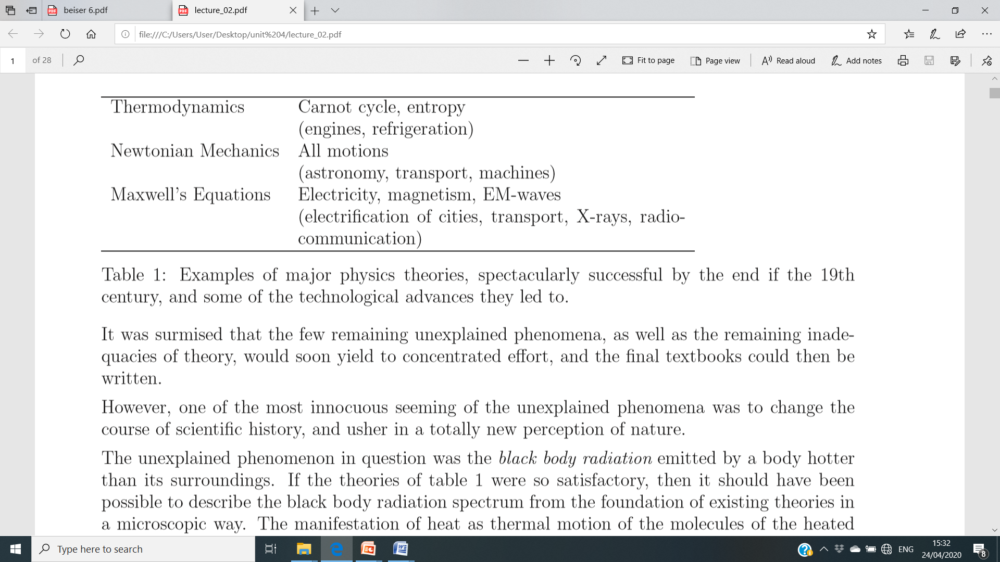 beiser 6.pdf
lecture_02.pdf
file:///C:/Users/User/Desktop/unit%204/lecture_02.pdf
1 of 28
Fit to page
Page view
Read aloud
Add notes
Thermodynamics Carnot cycle, entropy
(engines, refrigeration)
Newtonian Mechanics All motions
(astronomy, transport, machines)
Maxwell's Equations Electricity, magnetism, EM-waves
(electrification of cities, transport, X-rays, radio-
communication)
Table 1: Examples of major physics theories, spectacularly successful by the end if the 19th
century, and some of the technological advances they led to.
It was surmised that the few remaining unexplained phenomena, as well as the remaining inade-
quacies of theory, would soon yield to concentrated effort, and the final textbooks could then be
written.
However, one of the most innocuous seeming of the unexplained phenomena was to change the
course of scientific history, and usher in a totally new perception of nature.
The unexplained phenomenon in question was the black body radiation emitted by a body hotter
than its surroundings. If the theories of table 1 were so satisfactory, then it should have been
possible to describe the black body radiation spectrum from the foundation of existing theories in
a microscopic way. The manifestation of heat as thermal motion of the molecules of the heated
Type here to search
ENG
15:32
24/04/2020
8